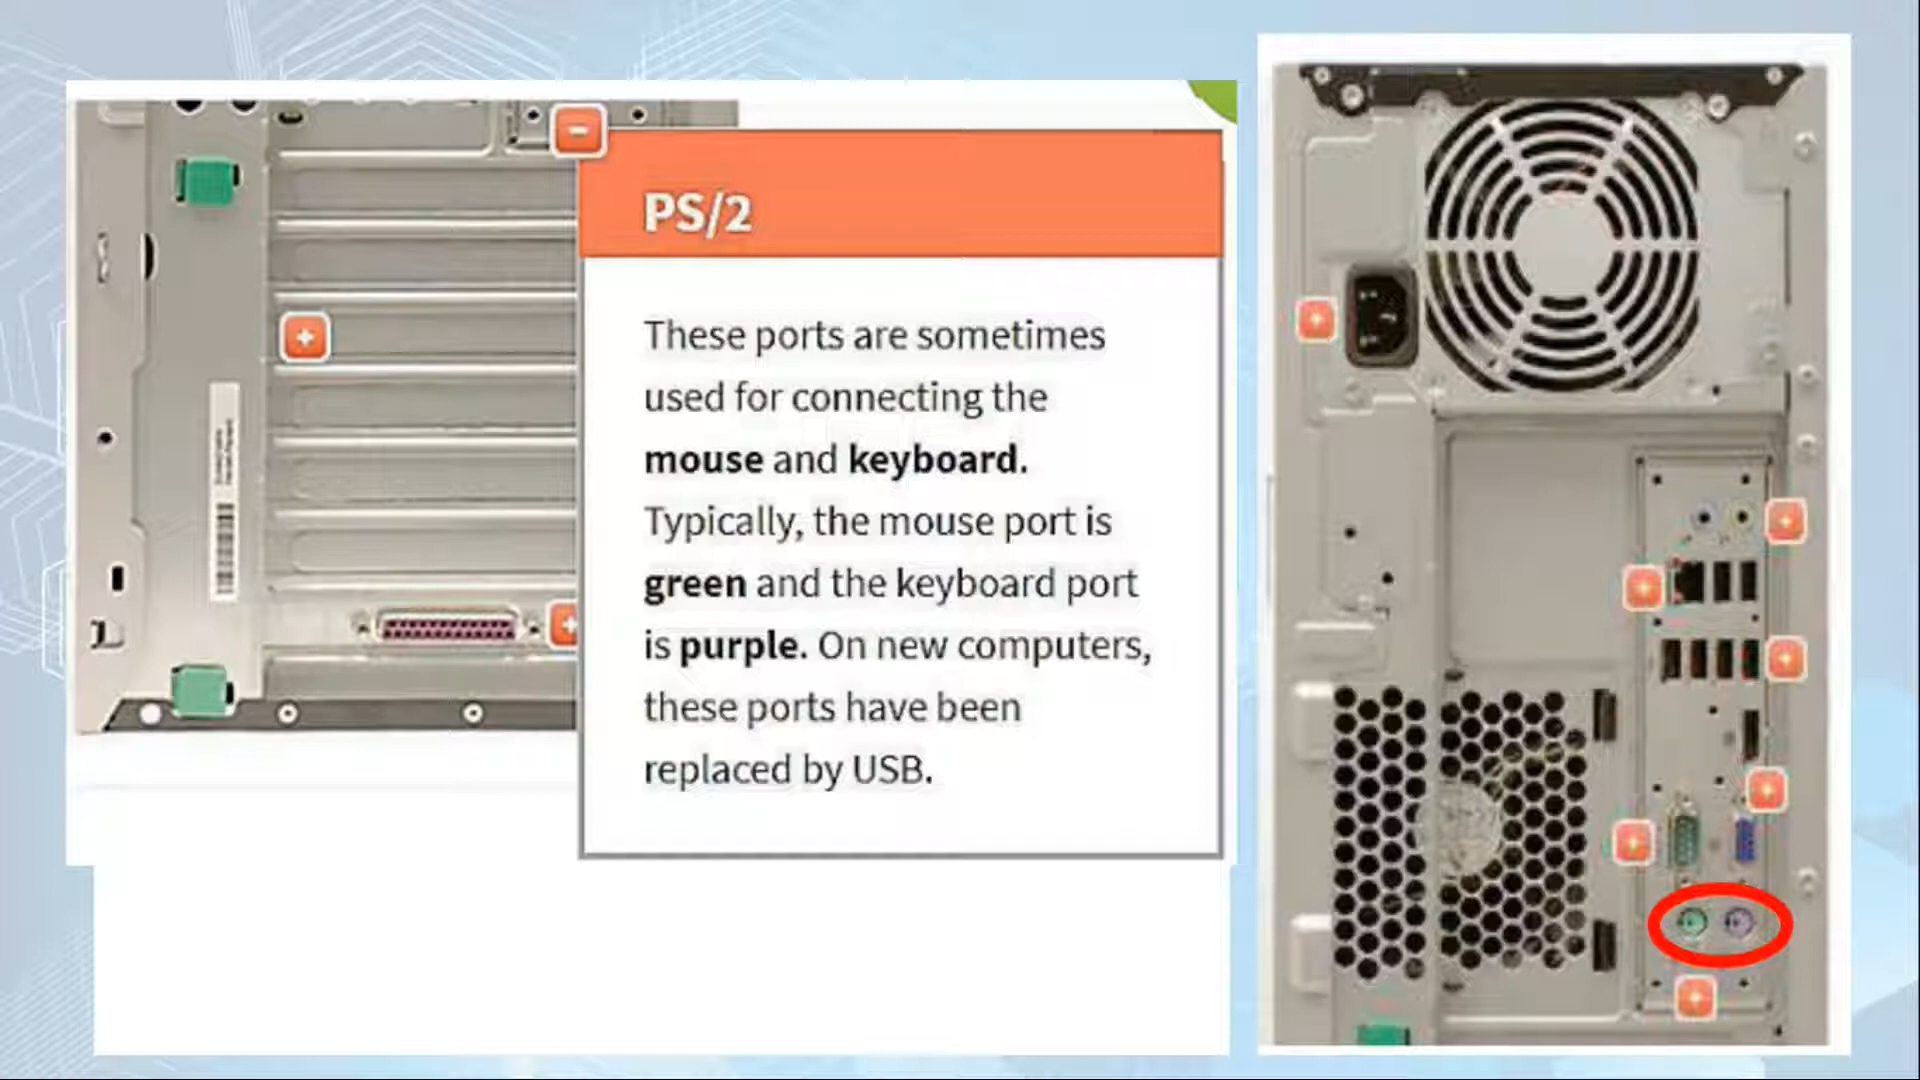 PS/2
These ports are sometimes
used for connecting the
mouse and keyboard.
Typically, the mouse port is
green and the keyboard port
is purple. On new computers,
these ports have been
replaced by USB.